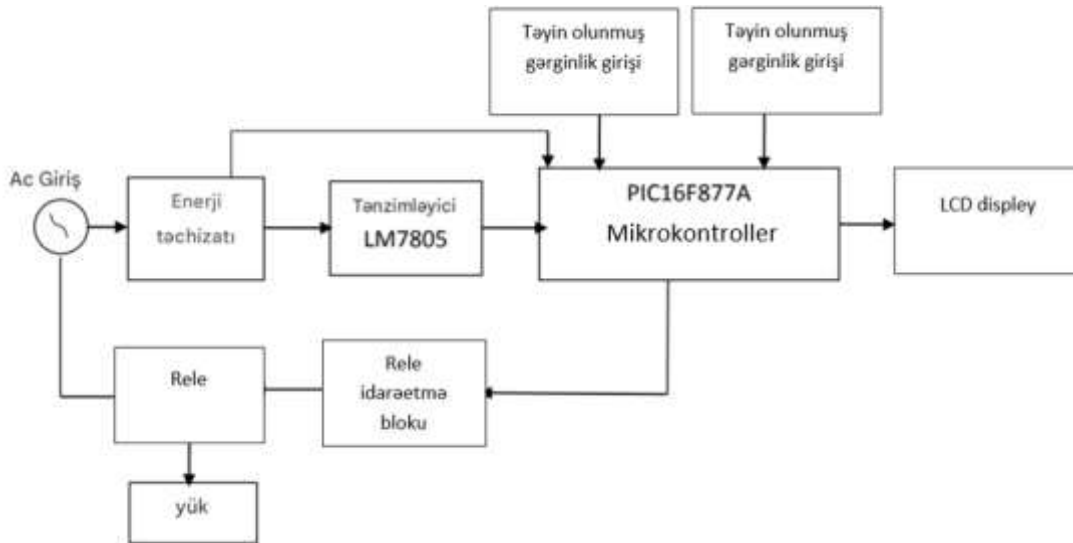 Təyin olunmuş
gərginlik girişi
Təyin olunmuş
gərginlik girişi
Ac Giriş
Enerji
təchizatı
Tənzimləyici
LM7805
PIC16F877A
Mikrokontroller
LCD displey
Rele
Rele
idarəetmə
bloku
yük